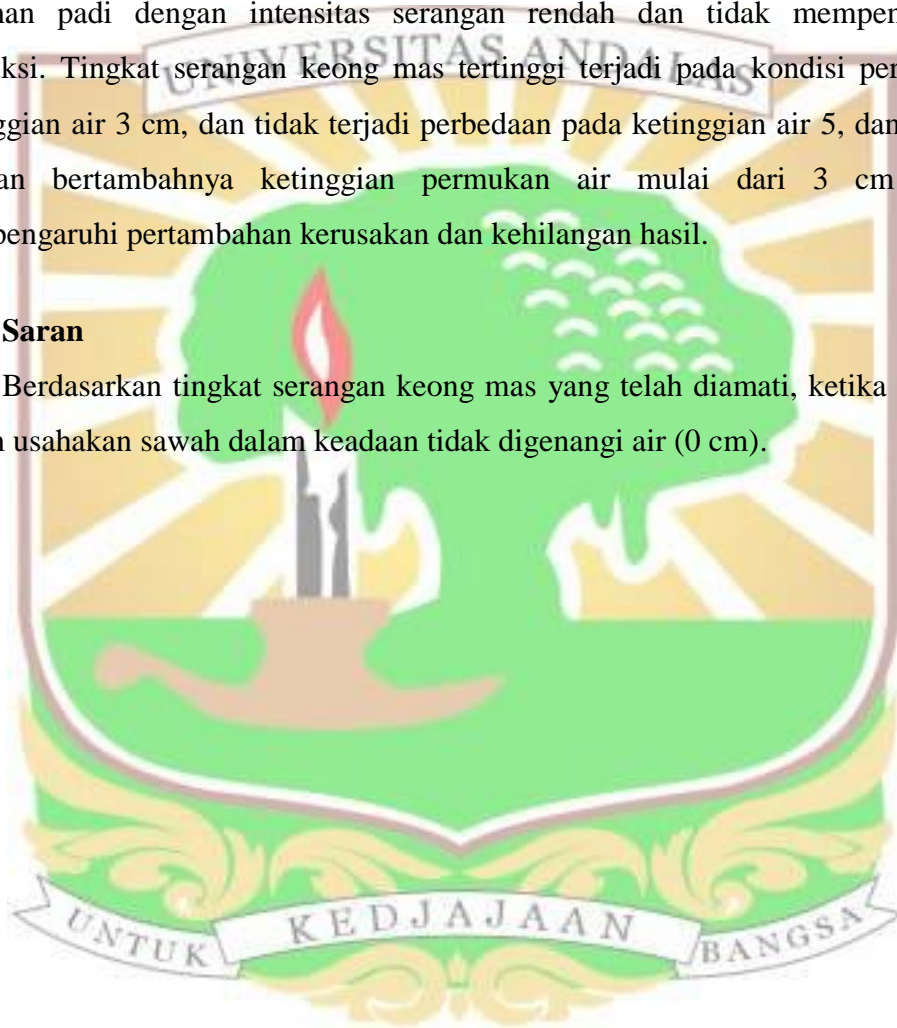 nan padi dengan intensitas serangan rendah dan tidak mempen
ksi. Tingkat serangan keong mas tertinggi terjadi pada kondisi per
ggian air 3 cm, dan tidak terjadi perbedaan pada ketinggian air 5, dan
an bertambahnya ketinggian permukan air mulai dari 3 cm
pengaruhi pertambahan kerusakan dan kehilangan hasil.
Saran
Berdasarkan tingkat serangan keong mas yang telah diamati, ketika
usahakan sawah dalam keadaan tidak digenangi air (0 cm).
UNIVERSITAS ANDALAS
UNTUK KEDJAJAAN BANGSA